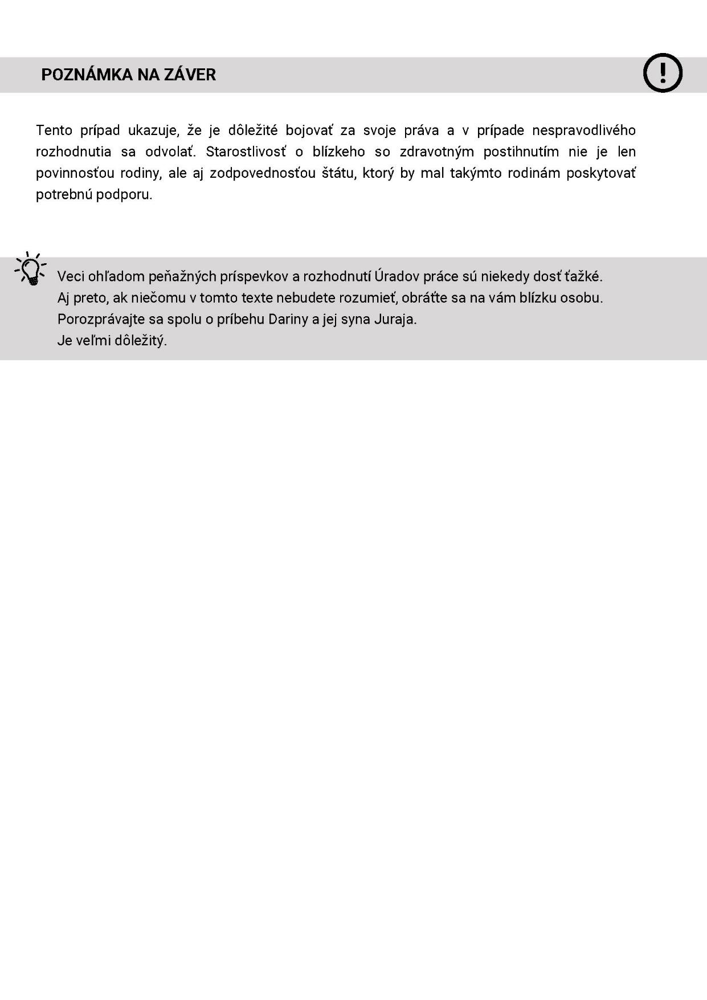 POZNÁMKA NA ZÁVER
Tento prípad ukazuje, že je dôležité bojovať za svoje práva a v prípade nespravodlivého
rozhodnutia sa odvolať. Starostlivosť o blízkeho so zdravotným postihnutím nie je len
povinnosťou rodiny, ale aj zodpovednosťou štátu, ktorý by mal takýmto rodinám poskytovať
potrebnú podporu.
Veci ohľadom peňažných príspevkov a rozhodnutí Úradov práce sú niekedy dosť ťažké.
Aj preto, ak niečomu v tomto texte nebudete rozumieť, obráťte sa na vám blízku osobu.
Porozprávajte sa spolu o príbehu Dariny a jej syna Juraja.
Je veľmi dôležitý.